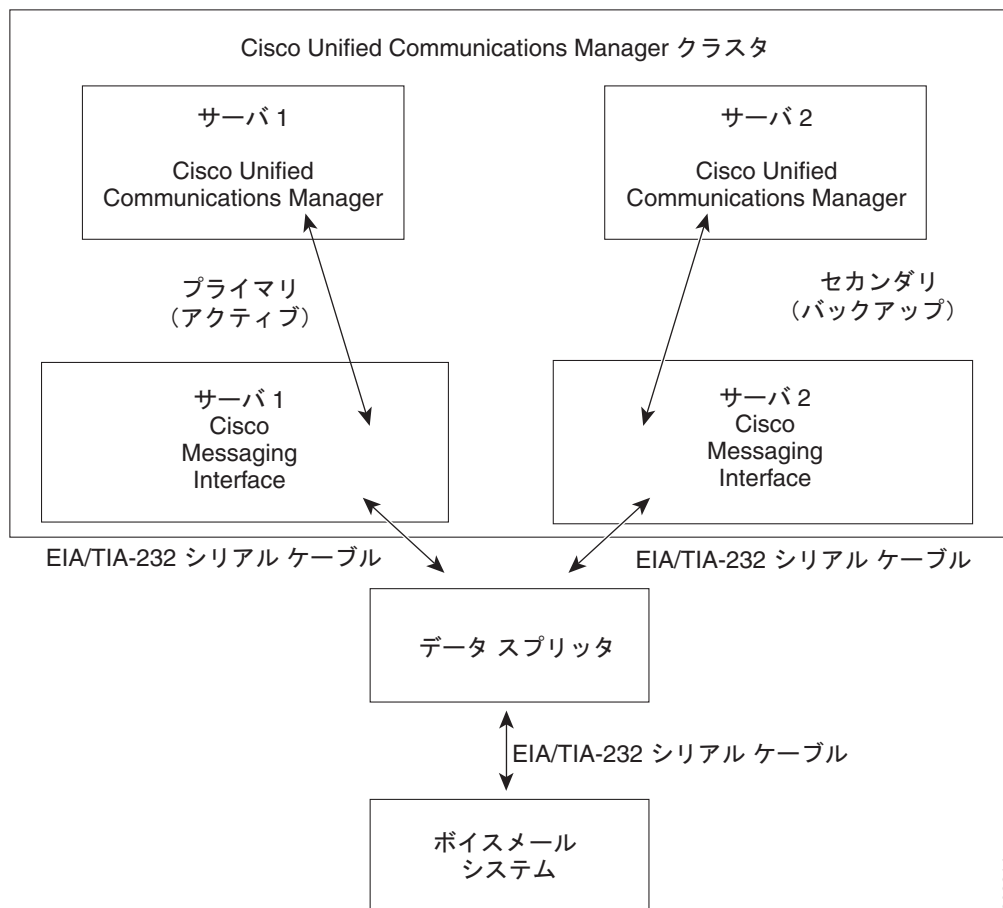 Cisco Unified Communications Manager クラスタ
サーバ 1
Cisco Unified
Communications Manager
サーバ 2
Cisco Unified
Communications Manager
プライマリ
（アクティブ）
セカンダリ
（バックアップ）
サーバ 1
Cisco
Messaging
Interface
サーバ 2
Cisco
Messaging
Interface
EIA/TIA-232 シリアル ケーブル
EIA/TIA-232 シリアル ケーブル
データ スプリッタ
EIA/TIA-232 シリアル ケーブル
ボイスメール
システム